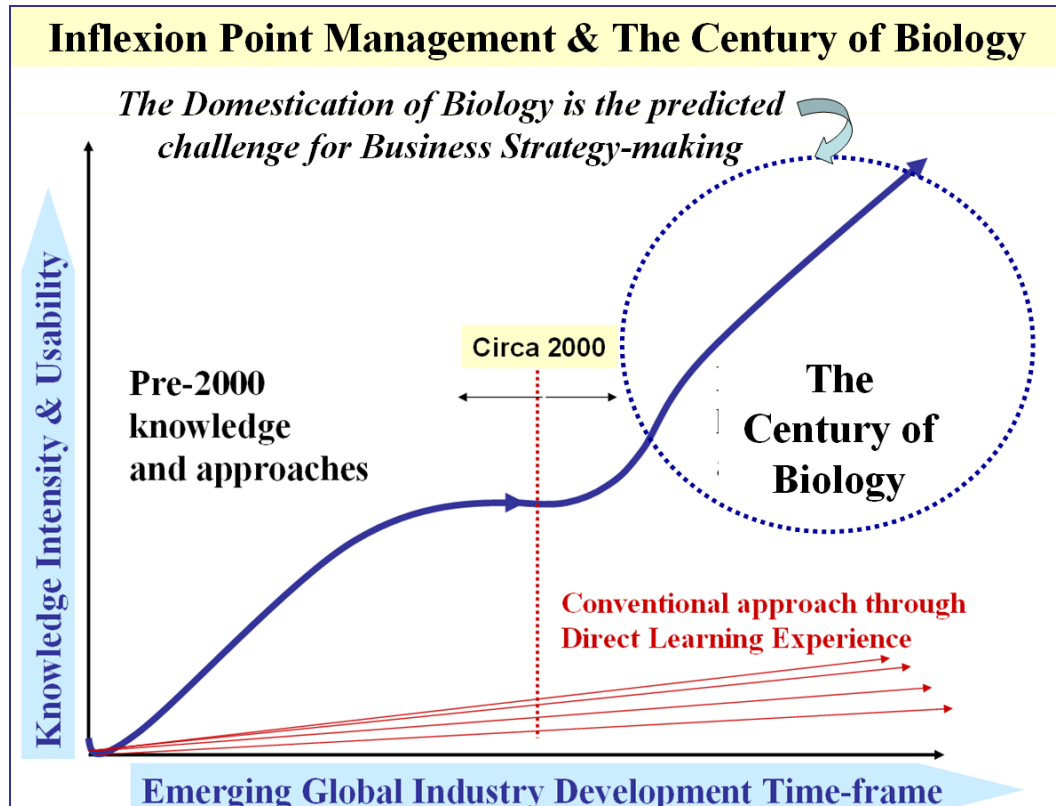 Inflexion Point Management & The Century of Biology
The Domestication of Biology is the predicted
challenge for Business Strategy-making
Knowledge Intensity & Usability
Circa 2000
Pre-2000
knowledge
and approaches
The
Century of
Biology
Conventional approach through
Direct Learning Experience
Emerging Global Industry Development Time-frame